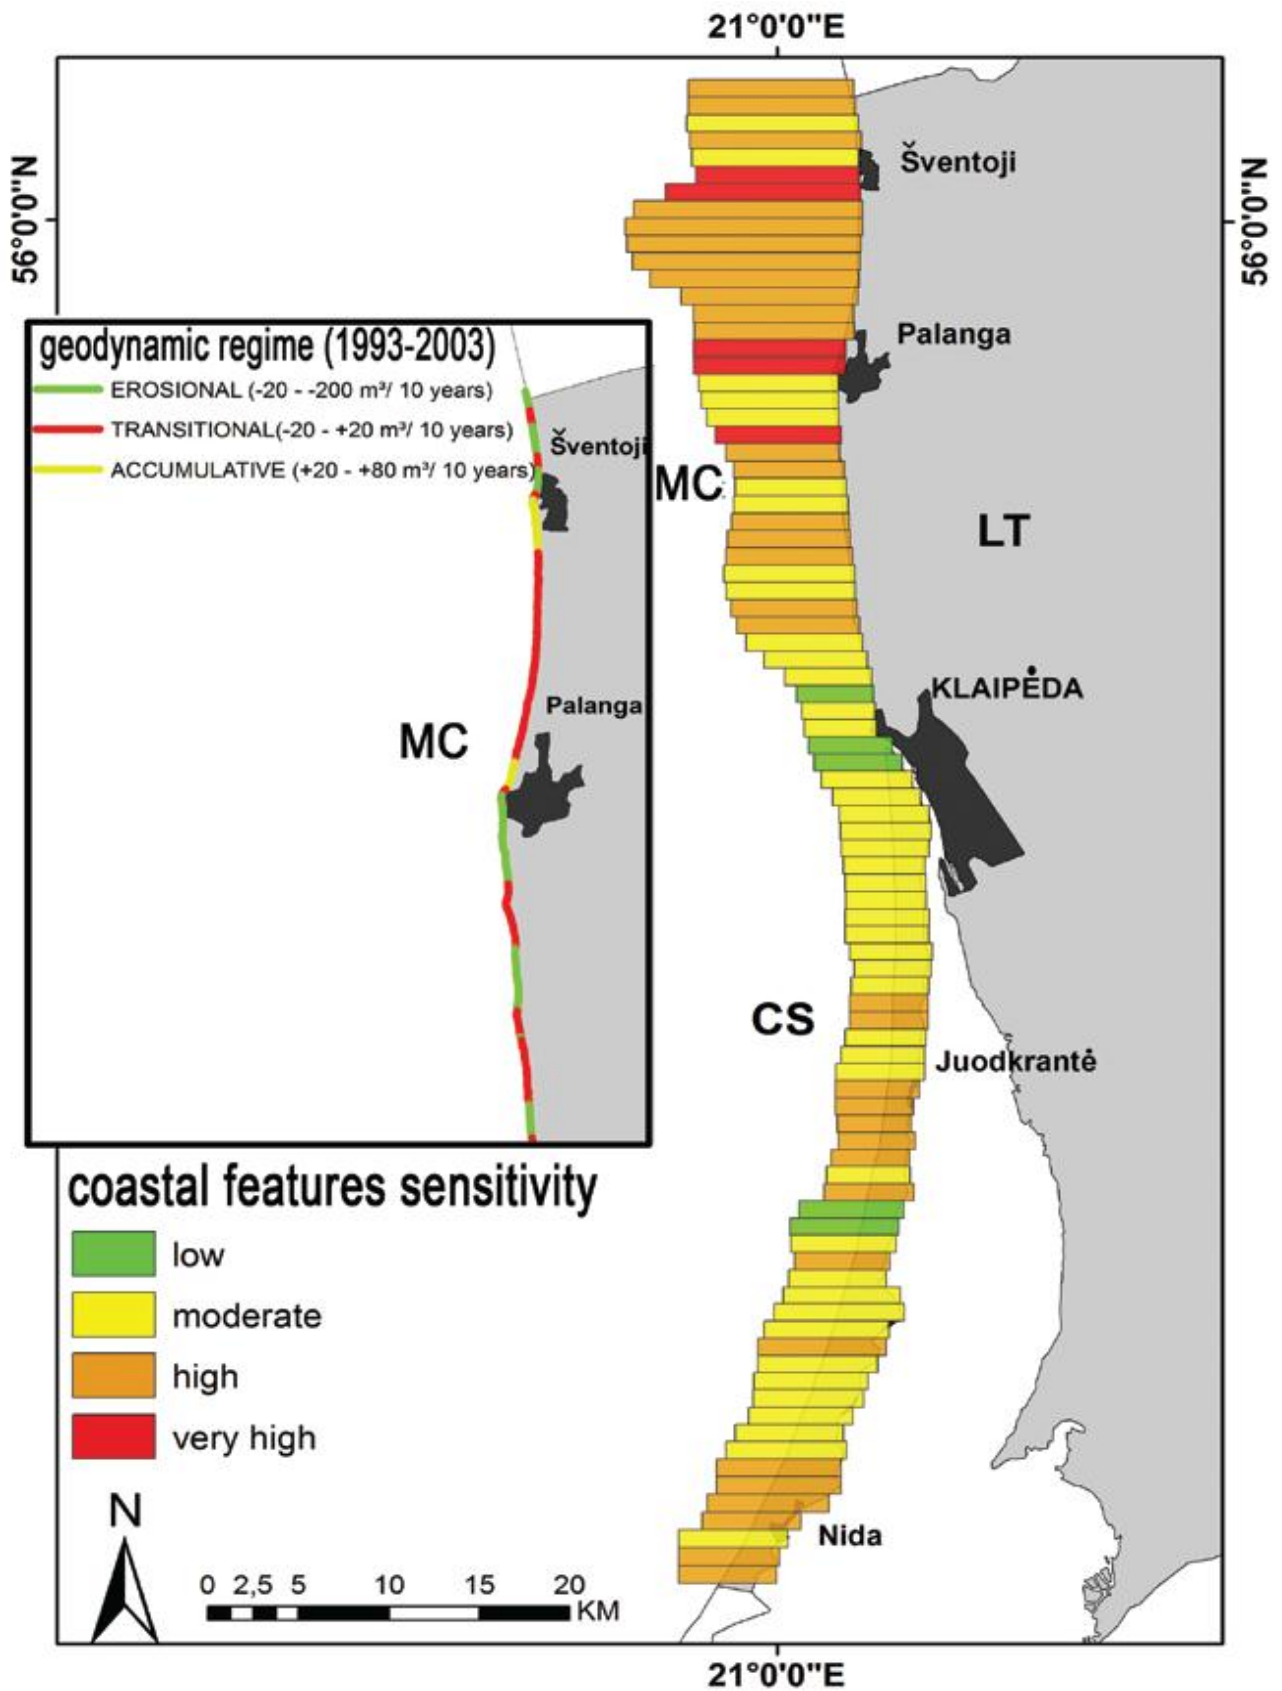 21°0'0"E
56°0'0"N
56°0'0"N
Šventoji
Palanga
MC
LT
KLAIPĖDA
CS
Juodkrantė
Nida
geodynamic regime (1993-2003)
EROSIONAL (-20 - -200 m³/ 10 years)
TRANSITIONAL(-20 - +20 m³/ 10 years)
ACCUMULATIVE (+20 - +80 m³/ 10 years)
Šventoji
Palanga
MC
coastal features sensitivity
low
moderate
high
very high
N
0 2,5 5 10 15 20
KM
21°0'0"E